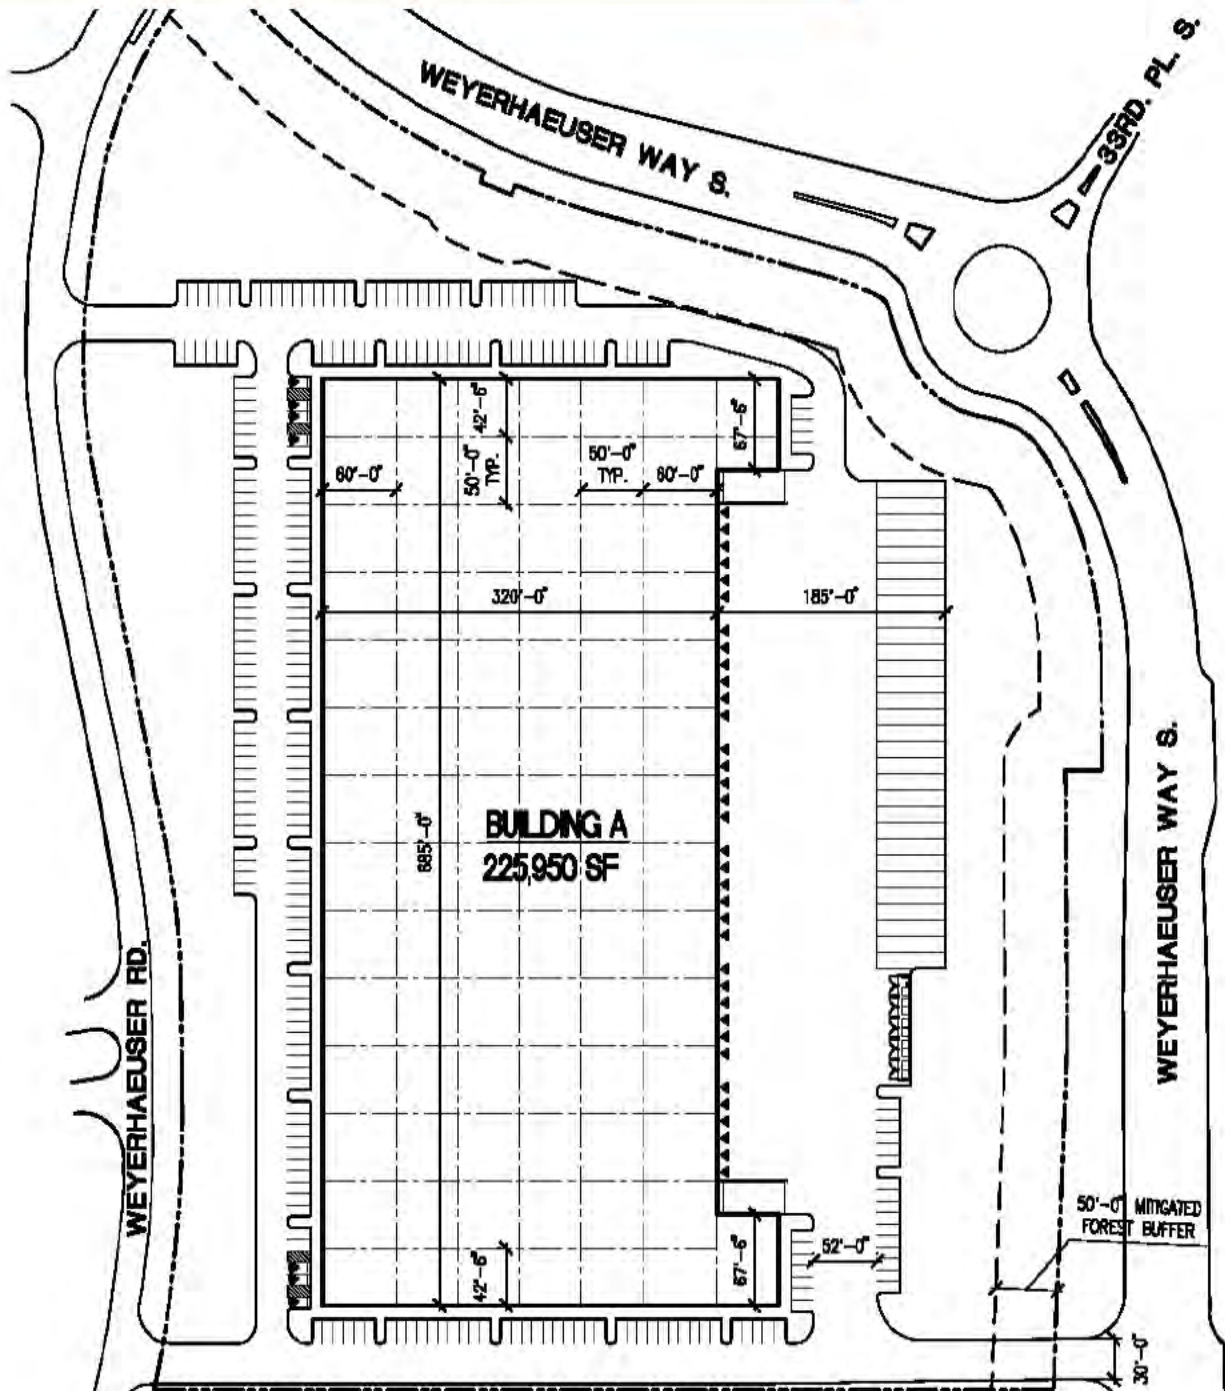 WEYERHAEUSER WAY S.
33RD. PL. S.
42'-6"
67'-6"
60'-0"
50'-0"
TYP.
50'-0"
TYP.
60'-0"
320'-0"
185'-0"
685'-0"
BUILDING A
225,950 SF
WEYERHAEUSER RD.
WEYERHAEUSER WAY S.
50'-0" MITIGATED
FOREST BUFFER
52'-0"
42'-6"
67'-6"
30'-0"